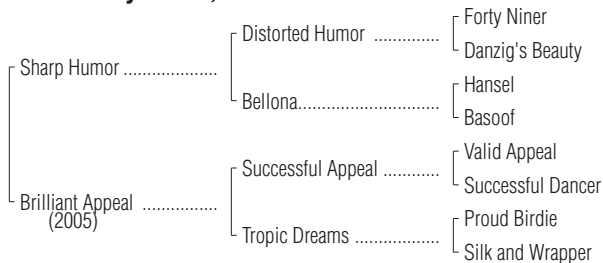 Forty Niner
Distorted Humor ..............
Danzig's Beauty
Sharp Humor ....................
Hansel
Bellona..............................
Basoof
Valid Appeal
Successful Appeal ............
Successful Dancer
Brilliant Appeal ................
(2005)
Proud Birdie
Tropic Dreams ..................
Silk and Wrapper